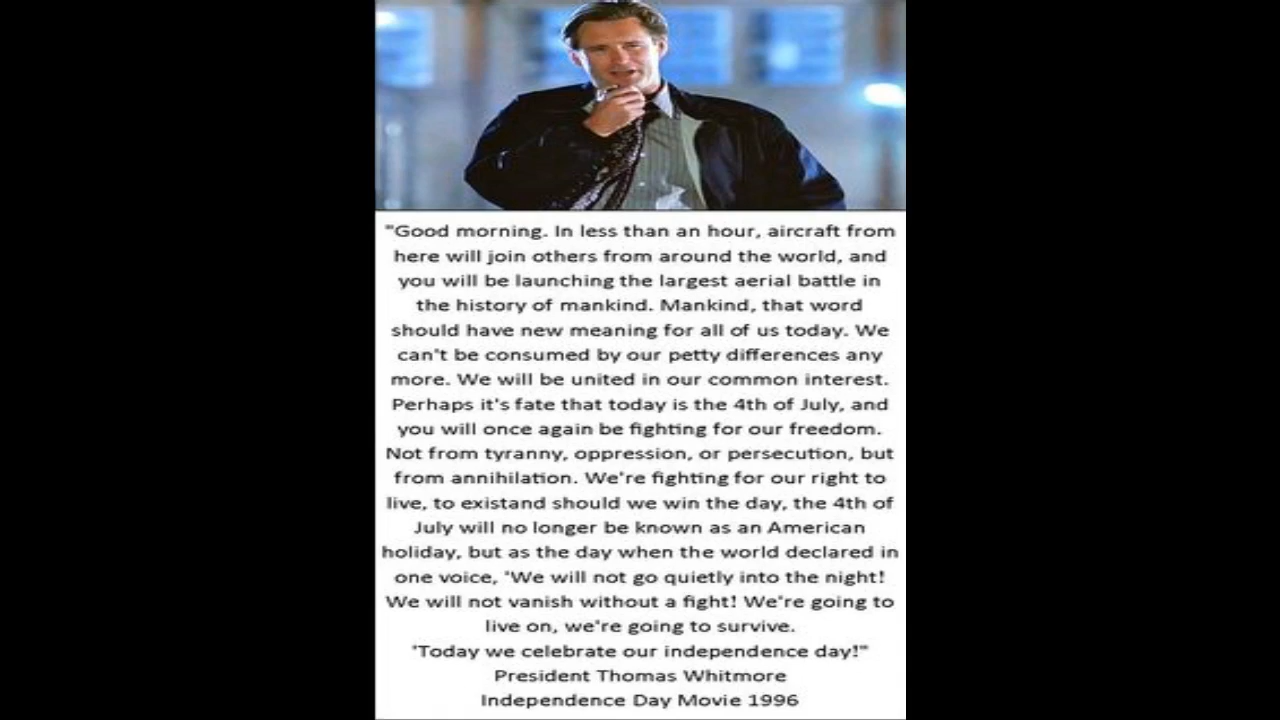 "Good morning. In less than an hour, aircraft from
here will join others from around the world, and
you will be launching the largest aerial battle in
the history of mankind. Mankind, that word
should have new meaning for all of us today. We
can't be consumed by our petty differences any
more. We will be united in our common interest.
Perhaps it's fate that today is the 4th of July, and
you will once again be fighting for our freedom.
Not from tyranny, oppression, or persecution, but
from annihilation. We're fighting for our right to
live, to existand should we win the day, the 4th of
July will no longer be known as an American
holiday, but as the day when the world declared in
one voice, 'We will not go quietly into the night!
We will not vanish without a fight! We're going to
live on, we're going to survive.
'Today we celebrate our independence day!"
President Thomas Whitmore
Independence Day Movie 1996